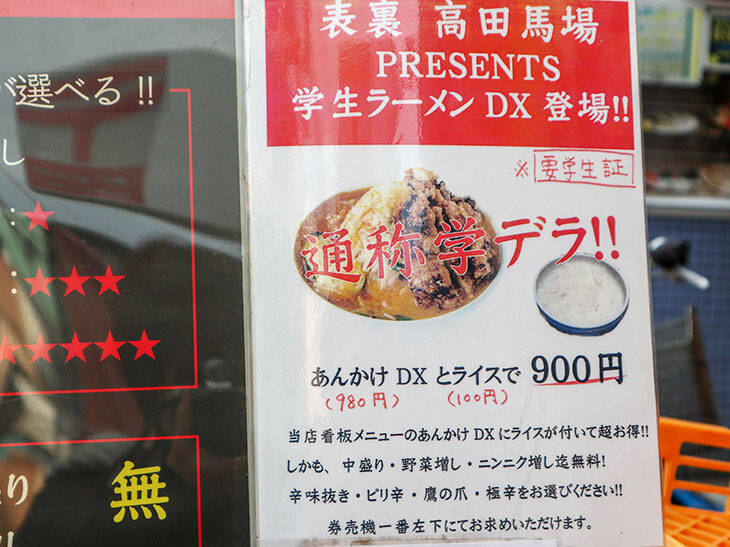 が選べる!!
し
:★
:★★★
★★★★★
り
無
表裏 高田馬場
PRESENTS
学生ラーメン DX 登場!!
※要学生証
通称学デラ!!
あんかけ DX とライスで 900円
(980円) (100円)
当店看板メニューのあんかけ DX にライスが付いて超お得!!
しかも、中盛り・野菜増し・ニンニク増し迄無料!
辛味抜き・ピリ辛・鷹の爪・極辛をお選びください!!
券売機一番左下にてお求めいただけます。